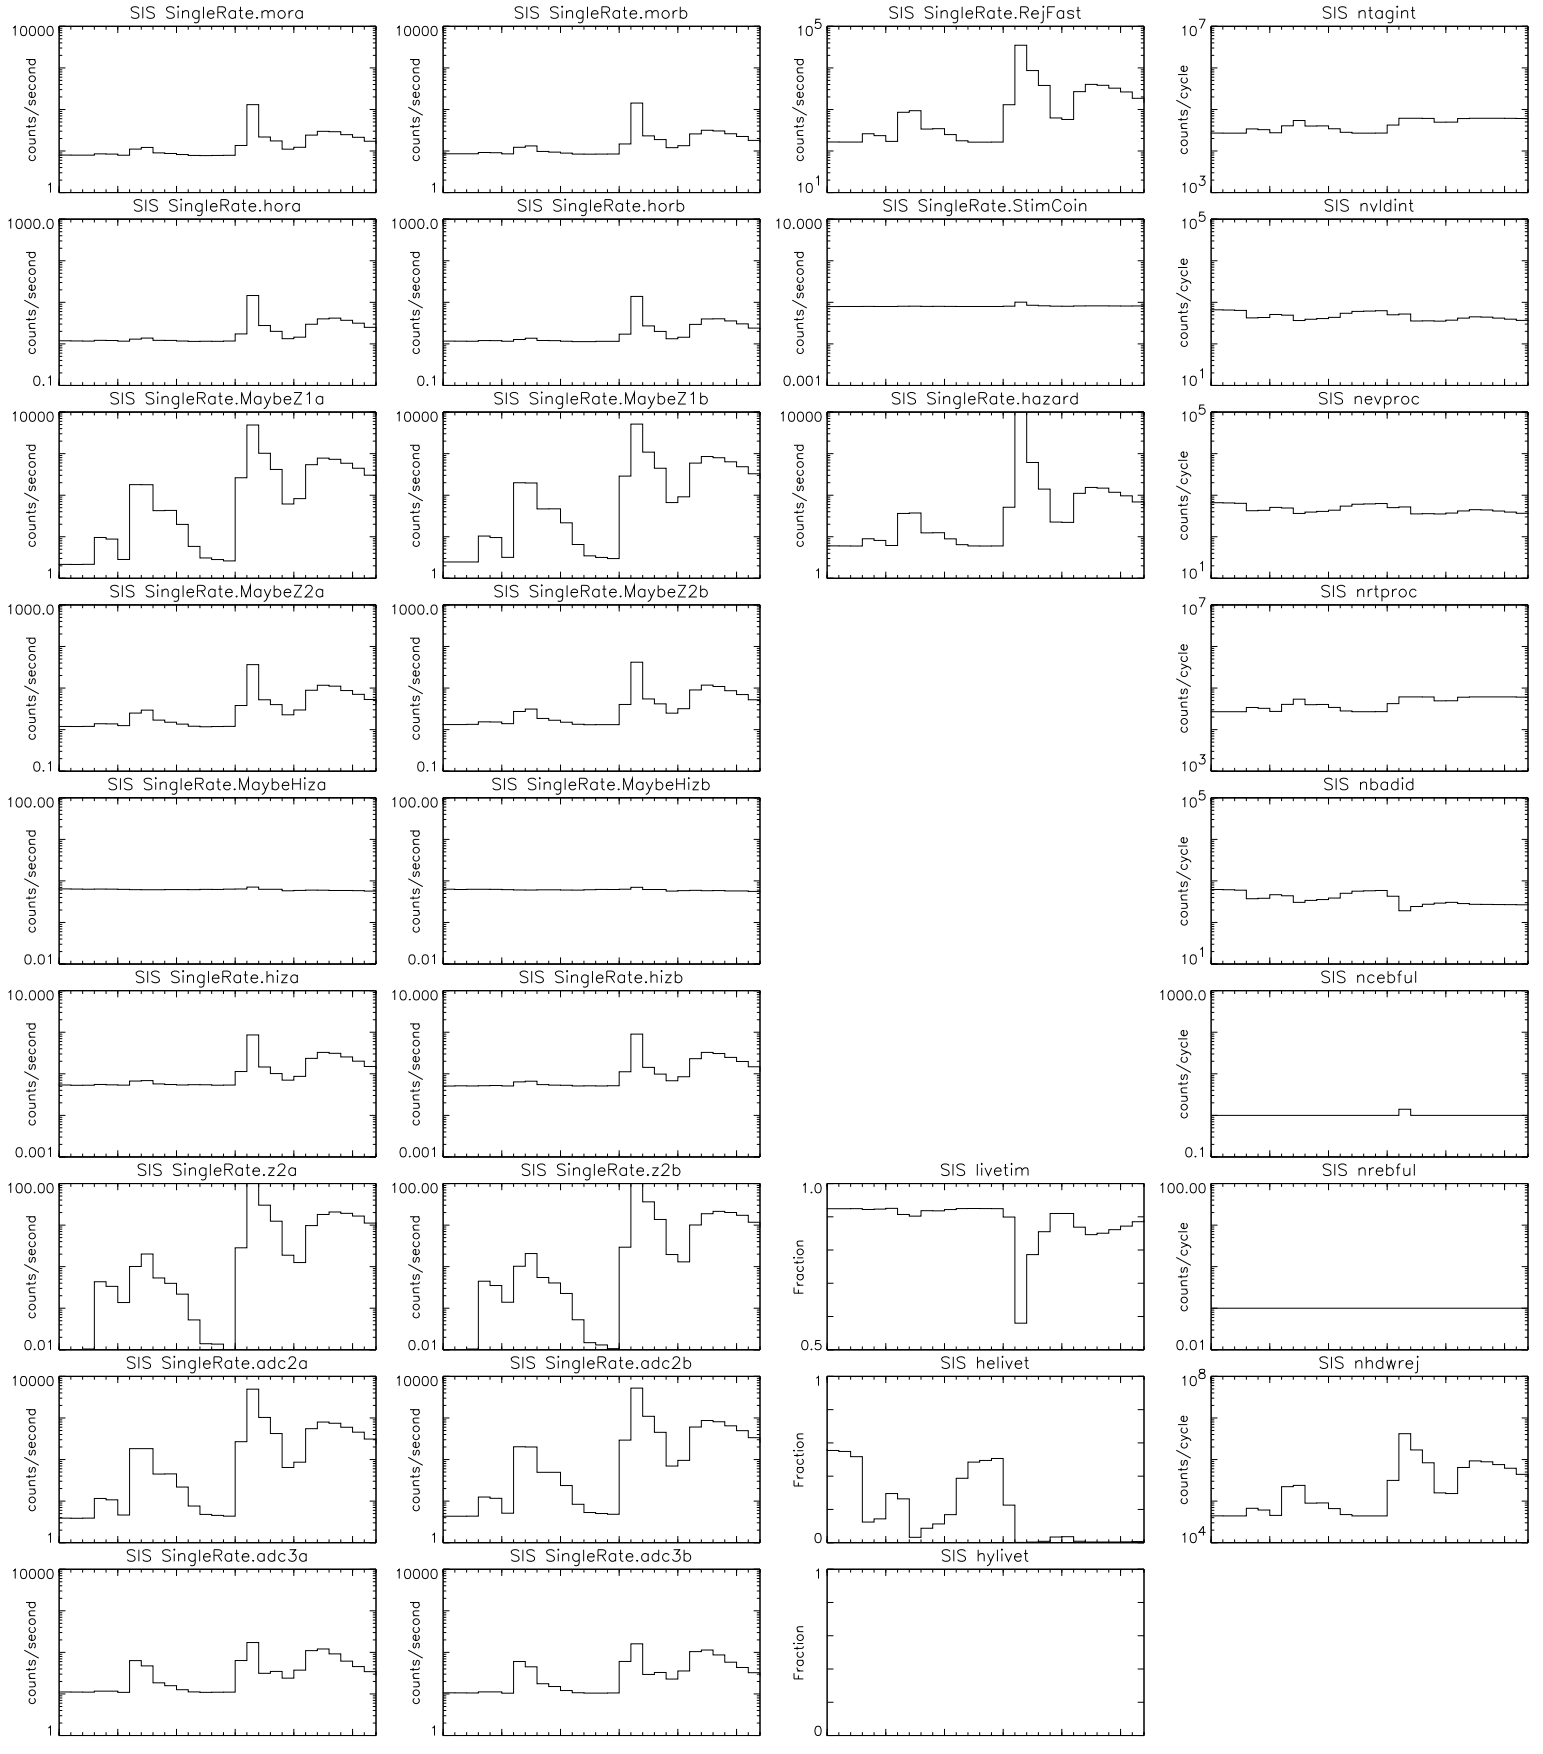 SIS SingleRate.mora
10000
counts/second
1
SIS SingleRate.morb
10000
counts/second
1
SIS SingleRate.RejFast
10^5
counts/second
10^1
SIS ntagint
10^7
counts/cycle
10^3
SIS SingleRate.hora
1000.0
counts/second
0.1
SIS SingleRate.horb
1000.0
counts/second
0.1
SIS SingleRate.StimCoin
10.000
counts/second
0.001
SIS nvldint
10^5
counts/cycle
10^1
SIS SingleRate.MaybeZ1a
10000
counts/second
1
SIS SingleRate.MaybeZ1b
10000
counts/second
1
SIS SingleRate.hazard
10000
counts/second
1
SIS nevproc
10^5
counts/cycle
10^1
SIS SingleRate.MaybeZ2a
1000.0
counts/second
0.1
SIS SingleRate.MaybeZ2b
1000.0
counts/second
0.1
SIS nrtproc
10^7
counts/cycle
10^3
SIS SingleRate.MaybeHiza
100.00
counts/second
0.01
SIS SingleRate.MaybeHizb
100.00
counts/second
0.01
SIS nbadid
10^5
counts/cycle
10^1
SIS SingleRate.hiza
10.000
counts/second
0.001
SIS SingleRate.hizb
10.000
counts/second
0.001
SIS ncebful
1000.0
counts/cycle
0.1
SIS SingleRate.z2a
100.00
counts/second
0.01
SIS SingleRate.z2b
100.00
counts/second
0.01
SIS livetim
1.0
Fraction
0.5
SIS nrebful
100.00
counts/cycle
0.01
SIS SingleRate.adc2a
10000
counts/second
1
SIS SingleRate.adc2b
10000
counts/second
1
SIS helivet
1
Fraction
0
SIS nhdwrej
10^8
counts/cycle
10^4
SIS SingleRate.adc3a
10000
counts/second
1
SIS SingleRate.adc3b
10000
counts/second
1
SIS hylivet
1
Fraction
0